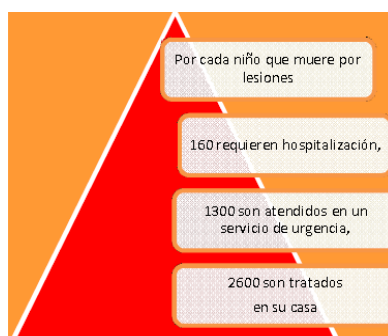 Por cada niño que muere por
lesiones
160 requieren hospitalización,
1300 son atendidos en un
servicio de urgencia,
2600 son tratados
en su casa